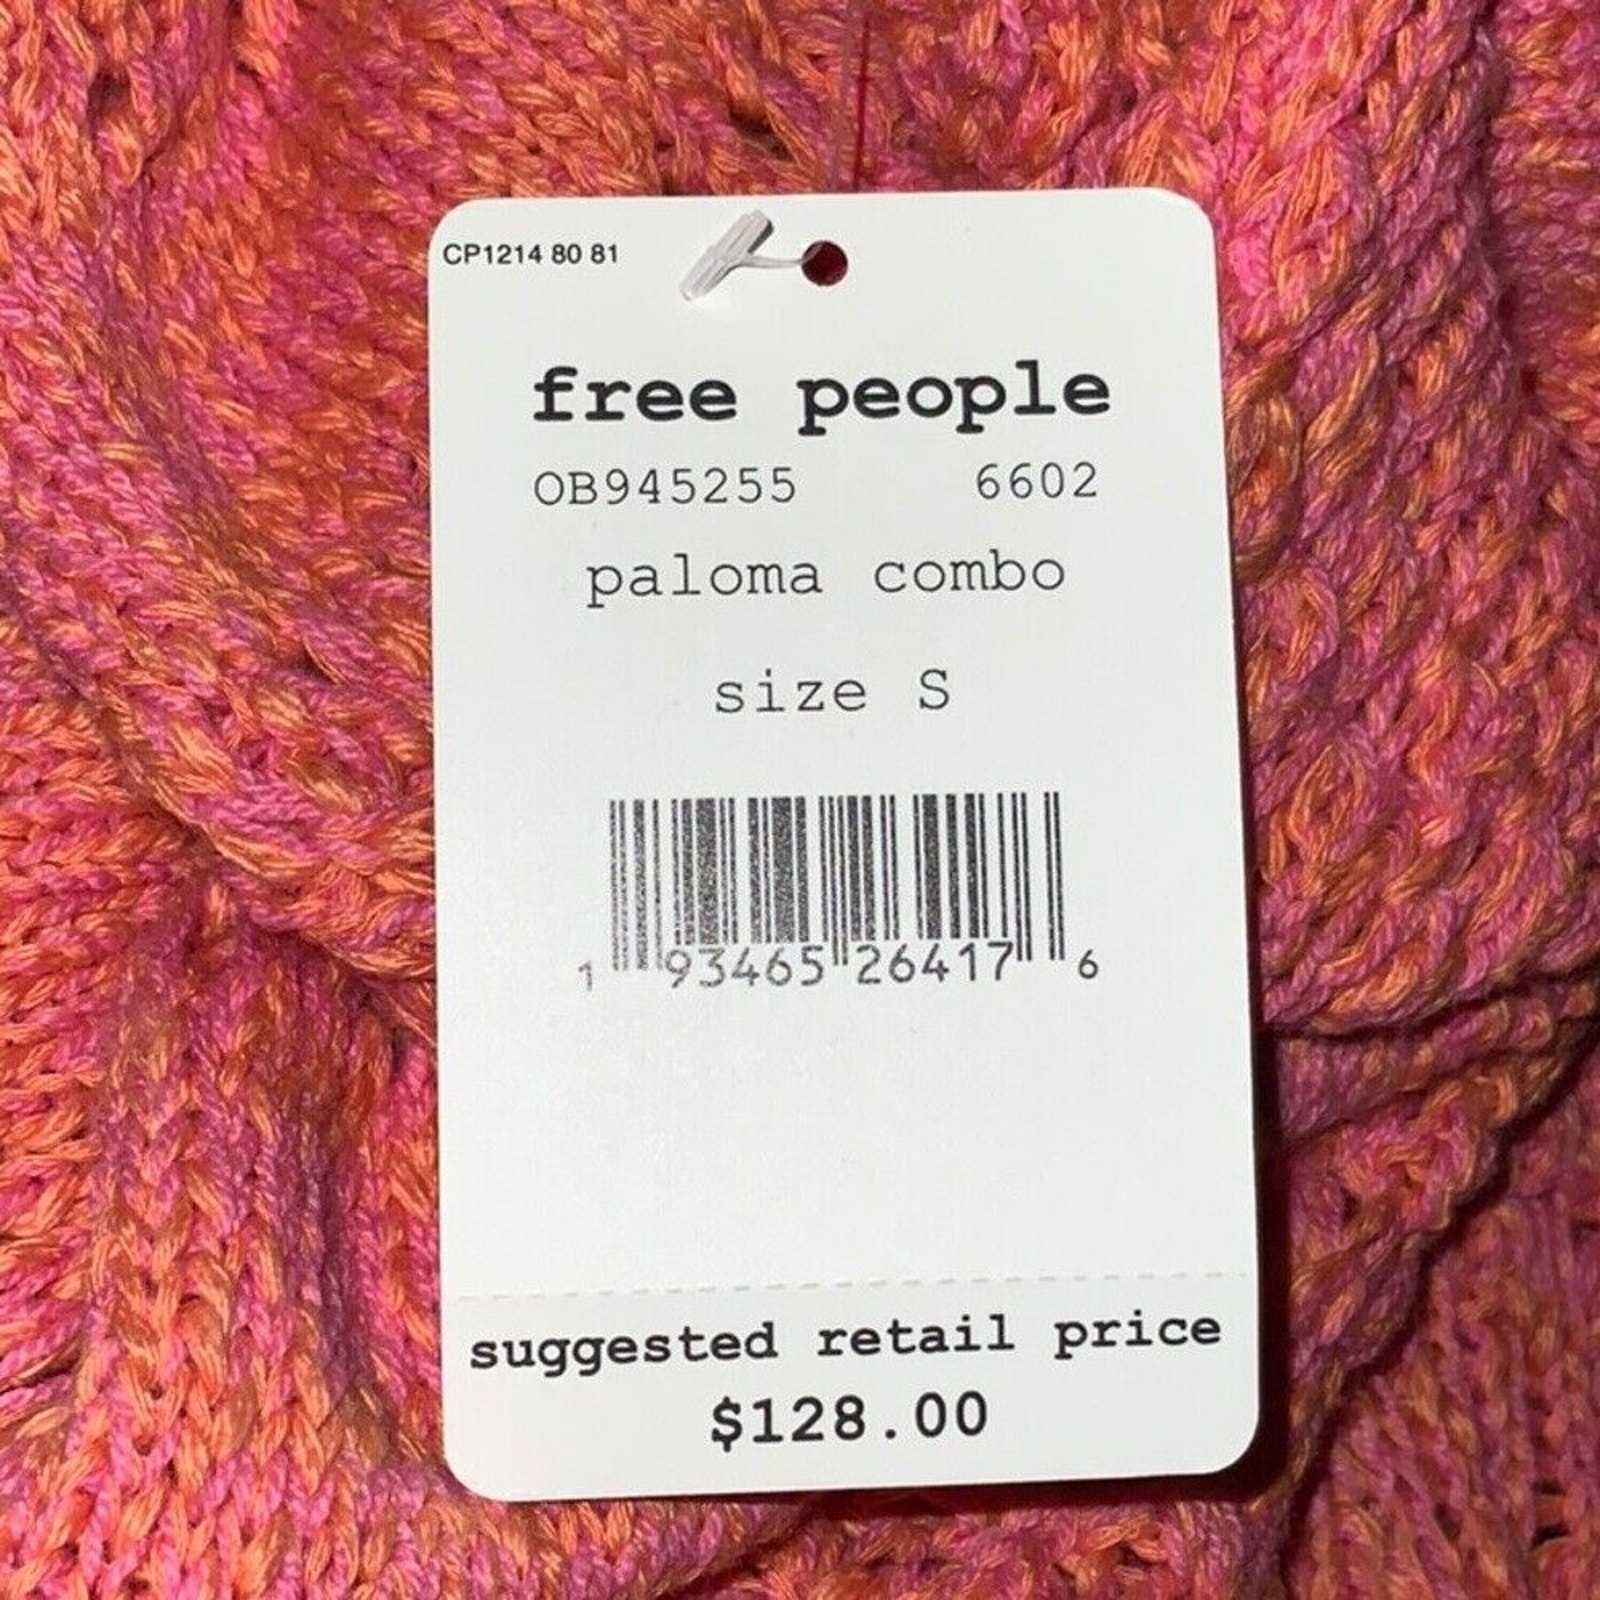 CP1214 80 81
free people
OB945255 6602
paloma combo
size S
1 93465 26417 6
suggested retail price
$128.00